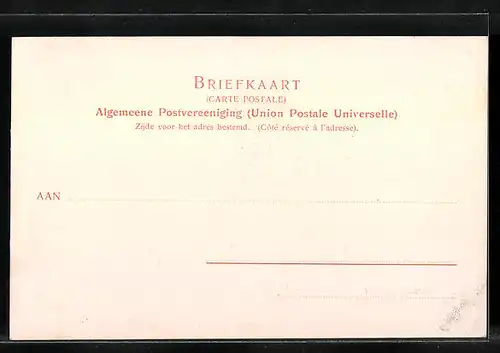 BRIEFKAART
(CARTE POSTALE)
Algemeene Postvereeniging (Union Postale Universelle)
Zijde voor het adres bestemd. (Côté réservé à l'adresse).
AAN